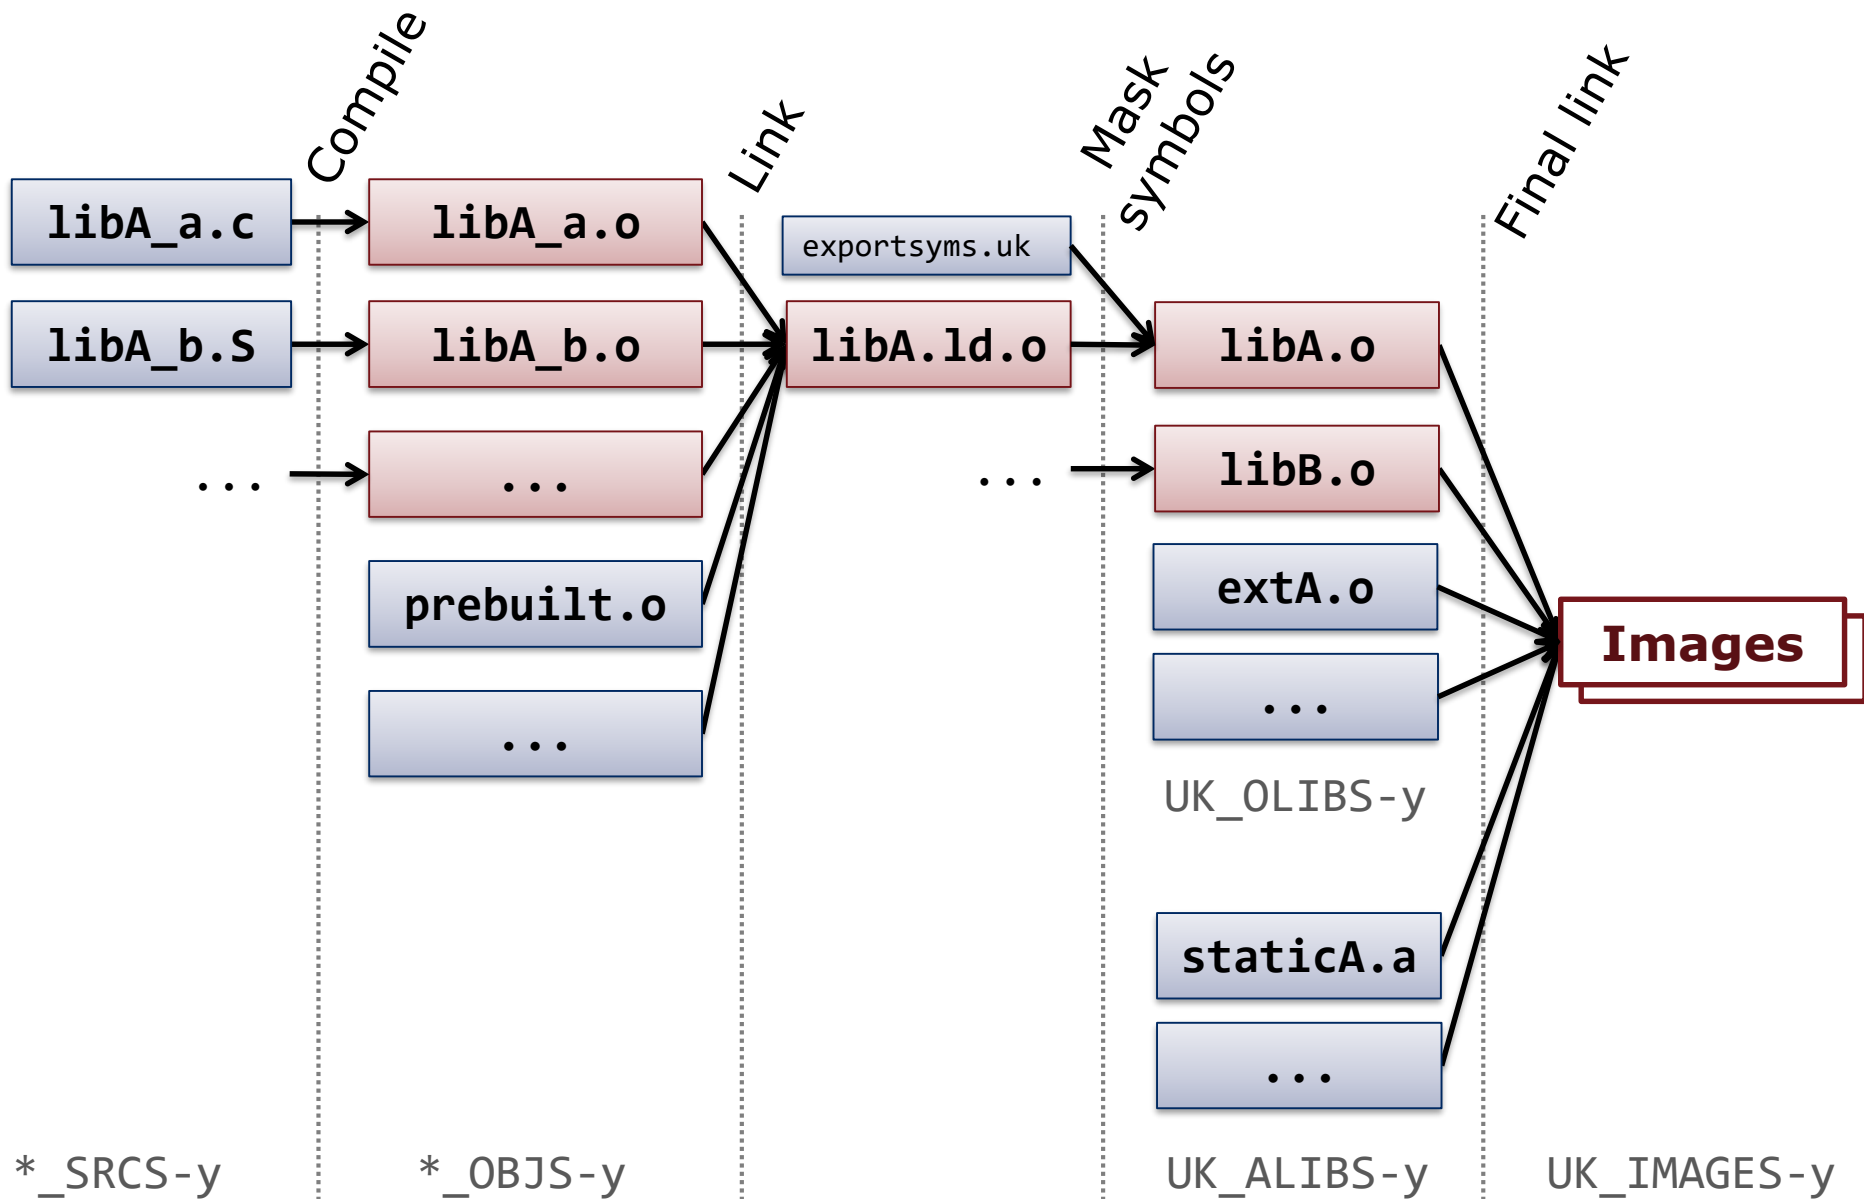 Compile
Link
Mask
symbols
Final link
libA_a.c
libA_a.o
exportsyms.uk
libA_b.S
libA_b.o
libA.ld.o
libA.o
...
...
...
libB.o
prebuilt.o
extA.o
...
...
Images
UK_OLIBS-y
staticA.a
...
*_SRCS-y
*_OBJS-y
UK_ALIBS-y
UK_IMAGES-y